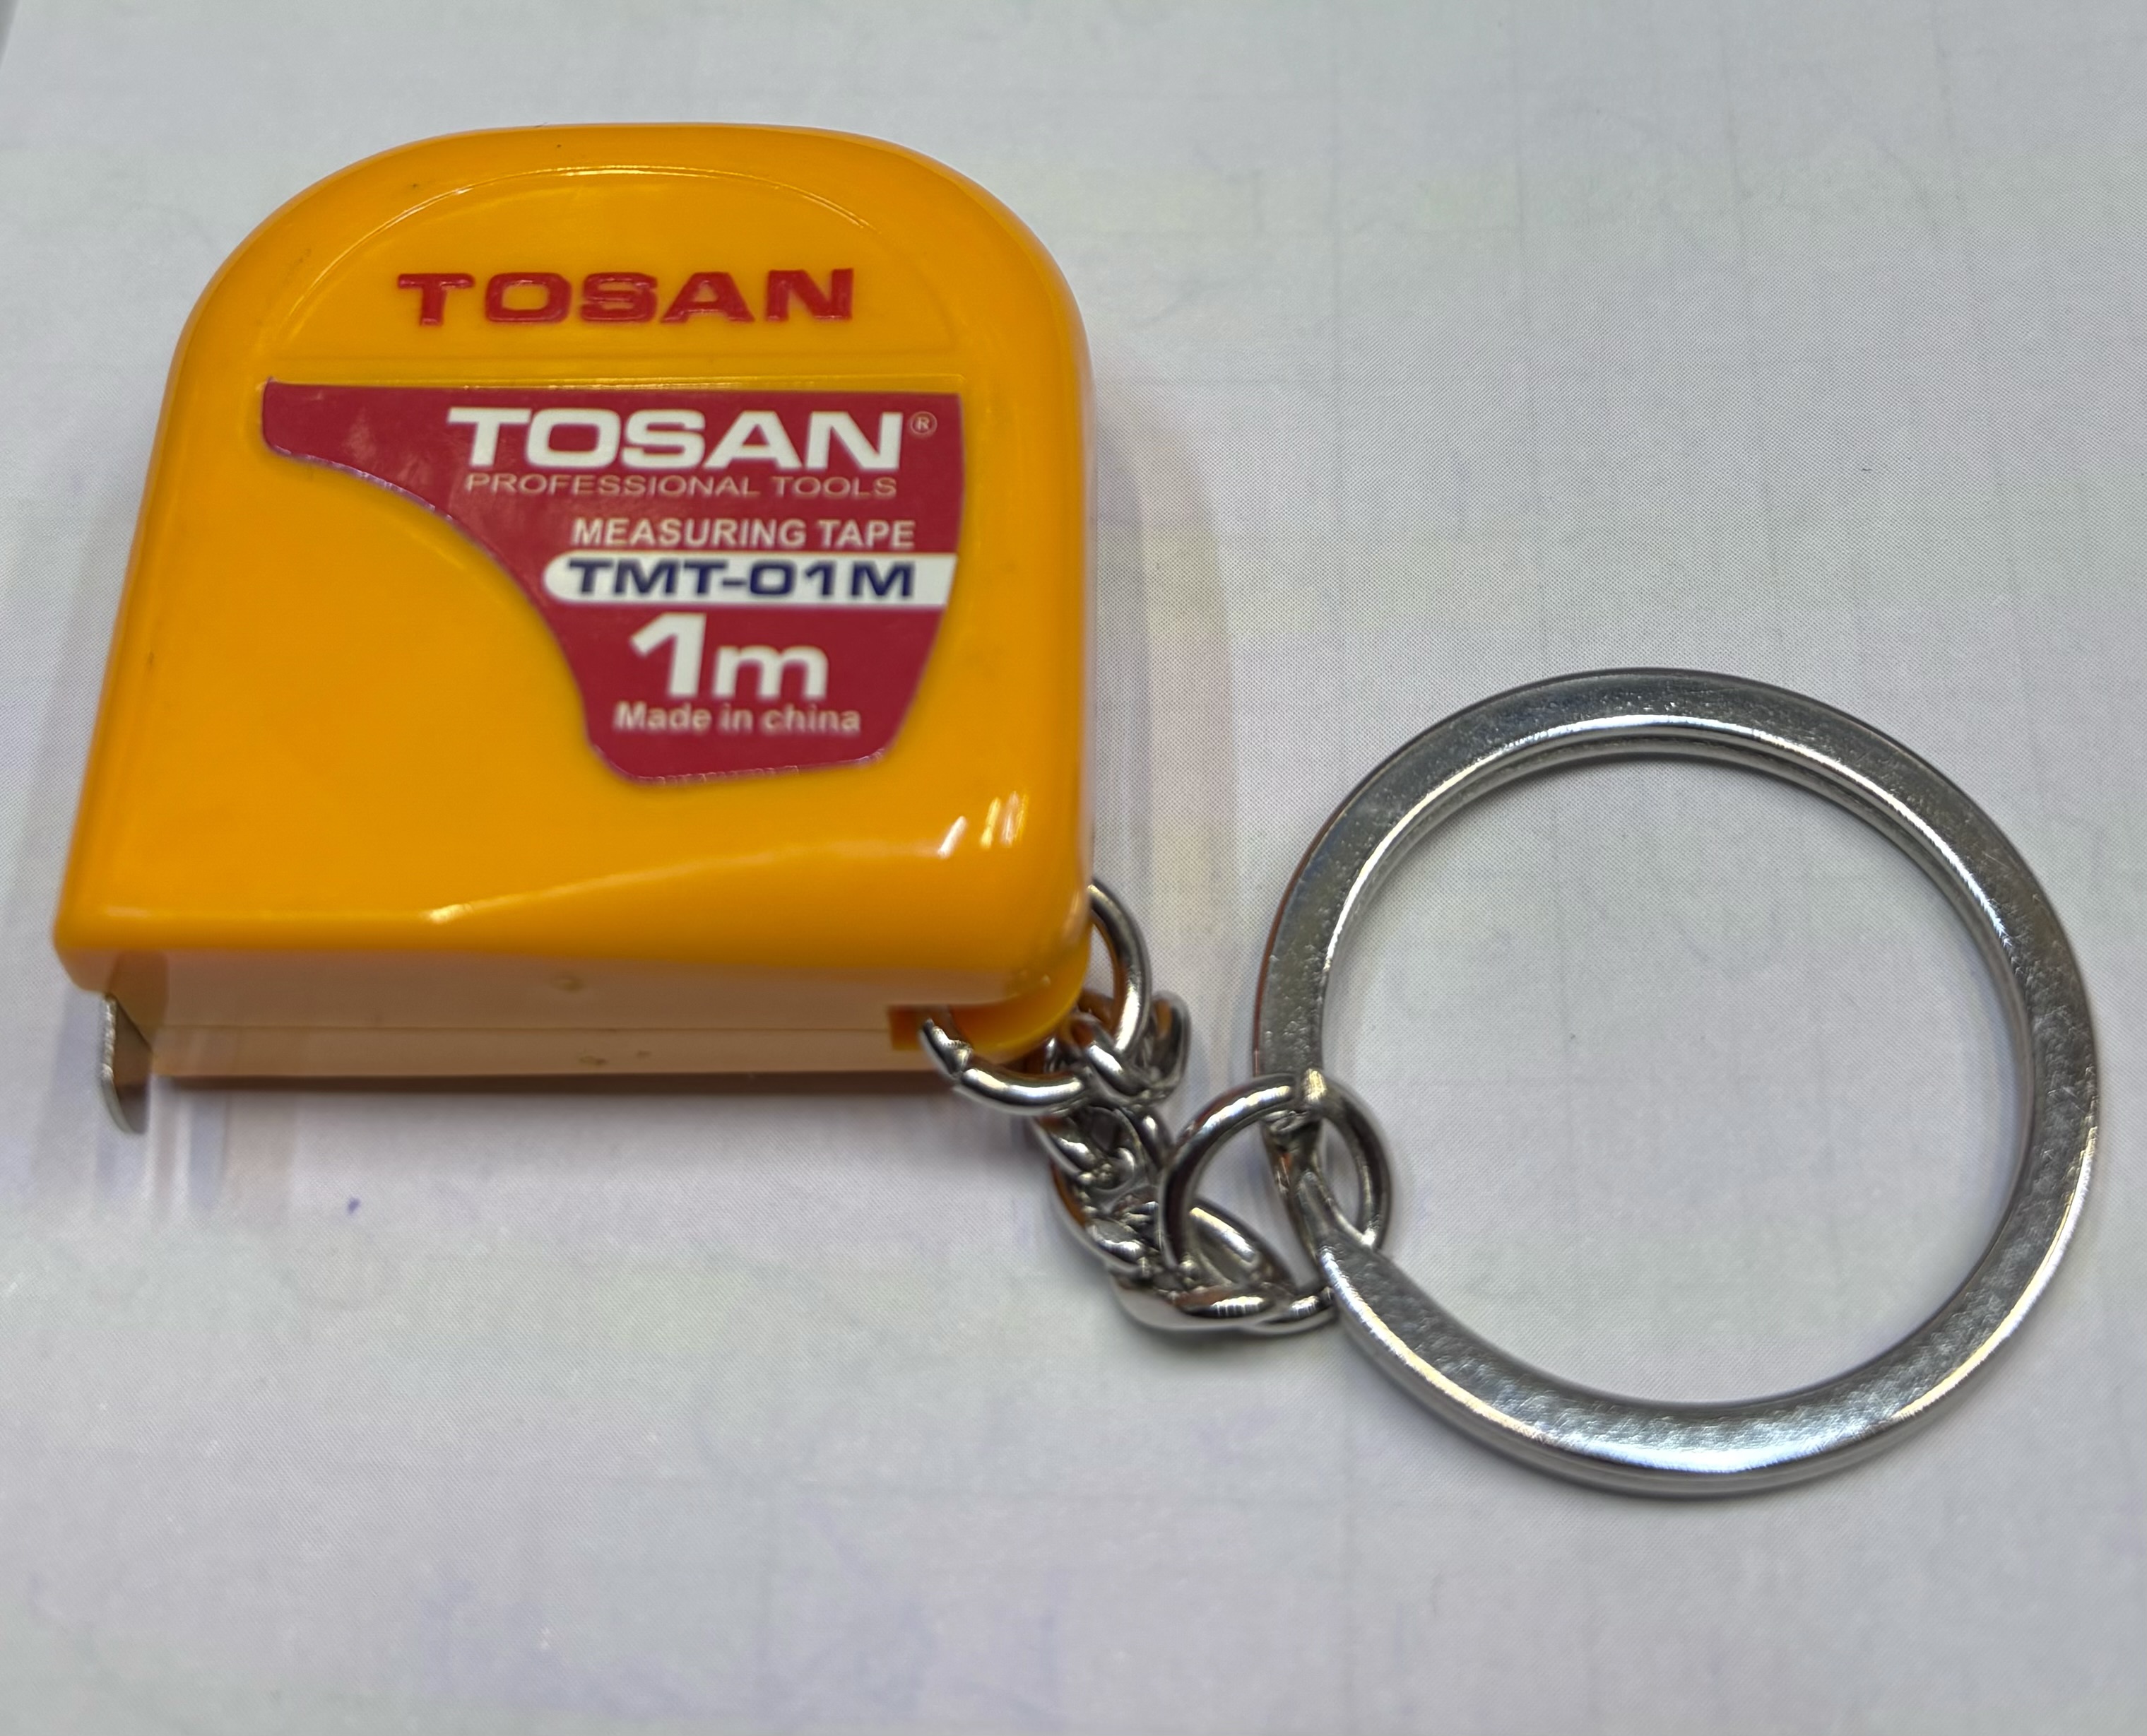 TOSAN
TOSAN®
PROFESSIONAL TOOLS
MEASURING TAPE
TMT-01M
1m
Made in china